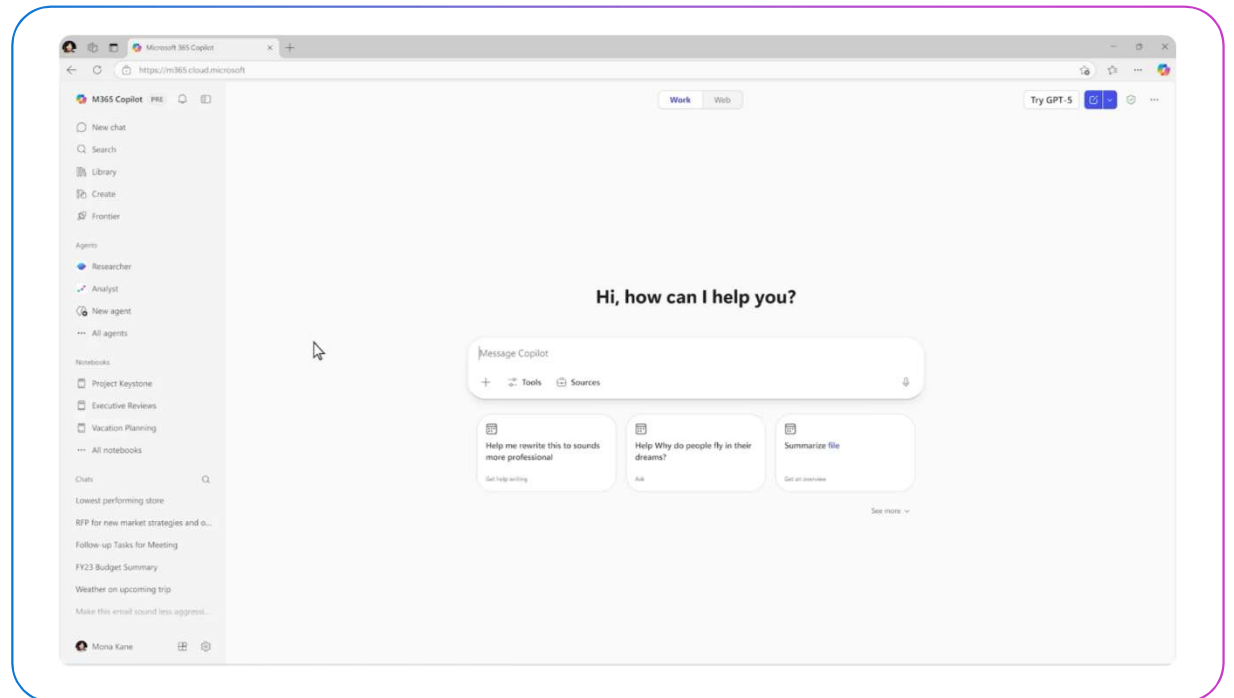 Microsoft 365 Copilot
https://m365.cloud.microsoft
M365 Copilot PRE
Work Web
Try GPT-5
New chat
Search
Library
Create
Frontier
Agents
Researcher
Analyst
New agent
All agents
Notebooks
Project Keystone
Executive Reviews
Vacation Planning
All notebooks
Chats
Lowest performing store
RFP for new market strategies and o...
Follow-up Tasks for Meeting
FY23 Budget Summary
Weather on upcoming trip
Make this email sound less aggressi...
Mona Kane
Hi, how can I help you?
Message Copilot
Tools Sources
Help me rewrite this to sounds
more professional
Get help writing
Help Why do people fly in their
dreams?
Ask
Summarize file
Get an overview
See more